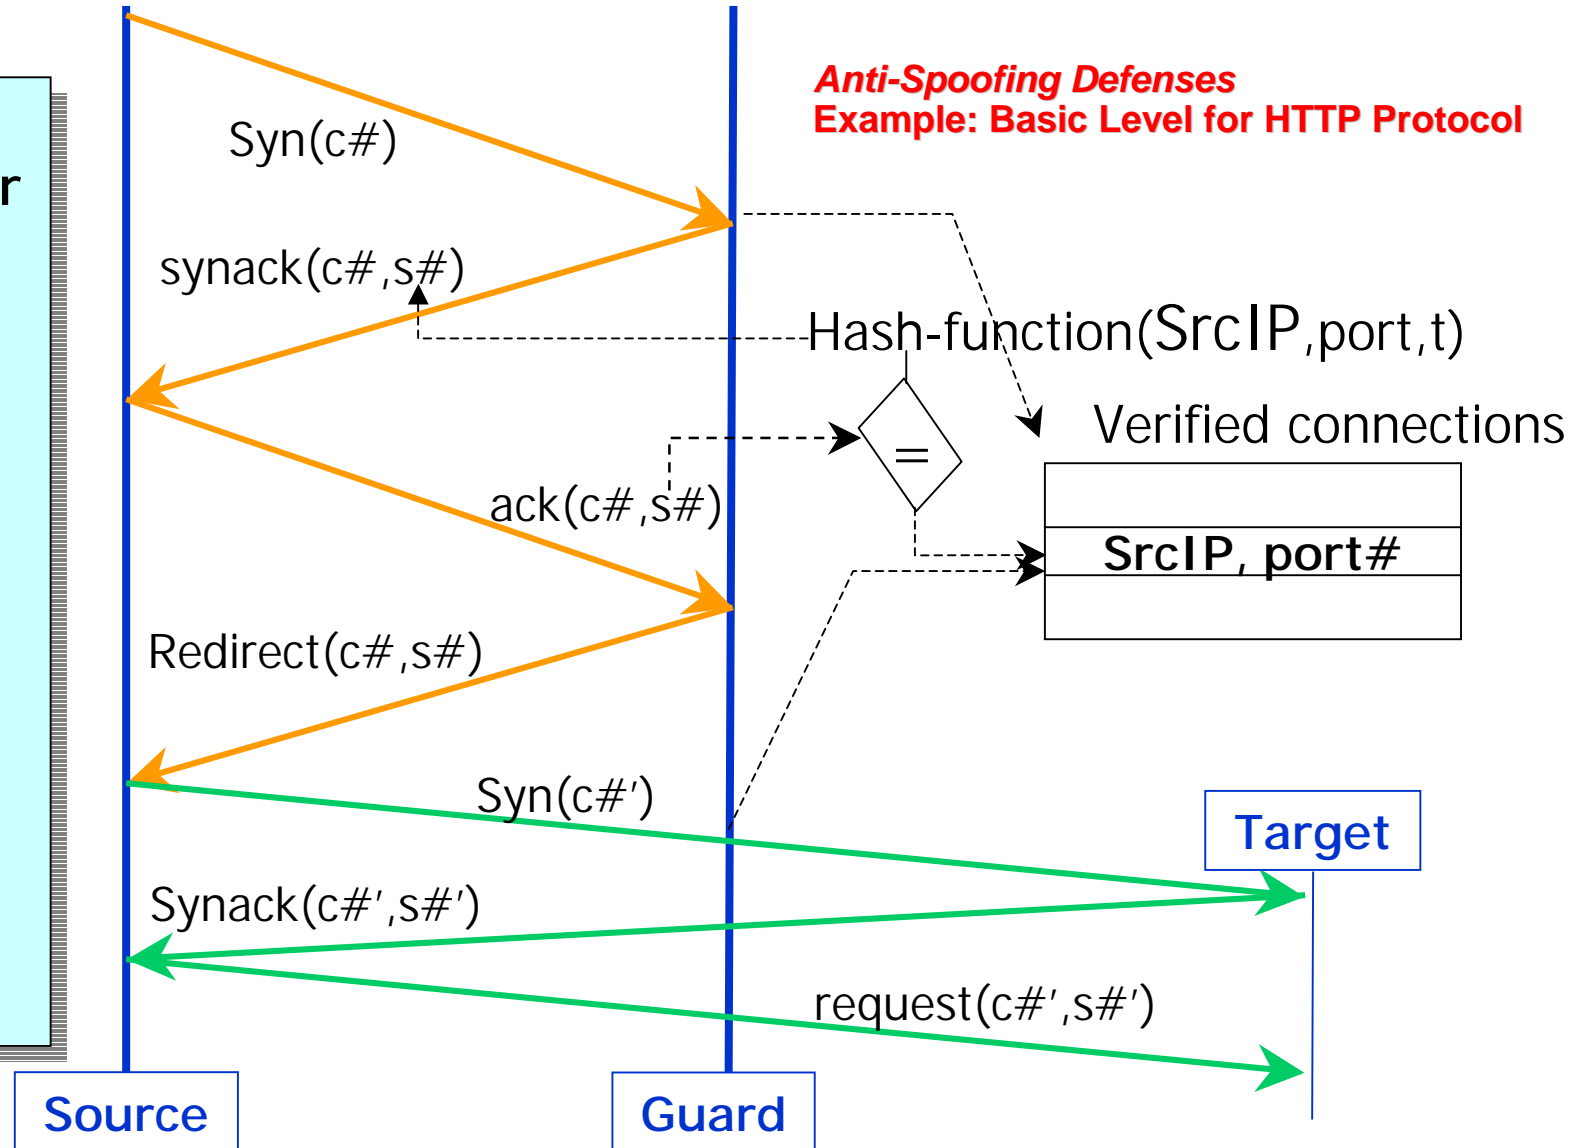 Anti-Spoofing Defenses
Example: Basic Level for HTTP Protocol
r
Syn(c#)
synack(c#,s#)
Hash-function(SrcIP,port,t)
Verified connections
=
ack(c#,s#)
SrcIP, port#
Redirect(c#,s#)
Syn(c#')
Target
Synack(c#',s#')
request(c#',s#')
Source
Guard